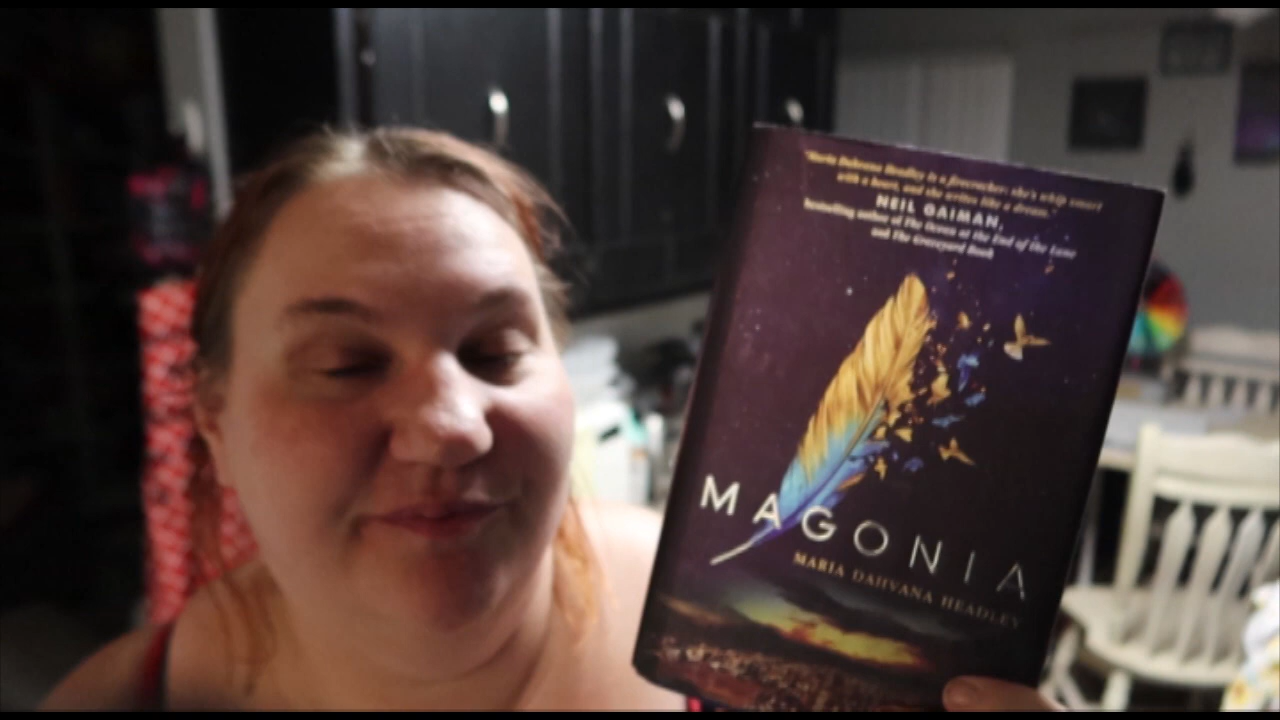 "Maria Dahvana Headley is a firecracker: she's whip smart
with a heart, and she writes like a dream."
NEIL GAIMAN,
bestselling author of The Ocean at the End of the Lane
and The Graveyard Book
MAGONIA
MARIA DAHVANA HEADLEY